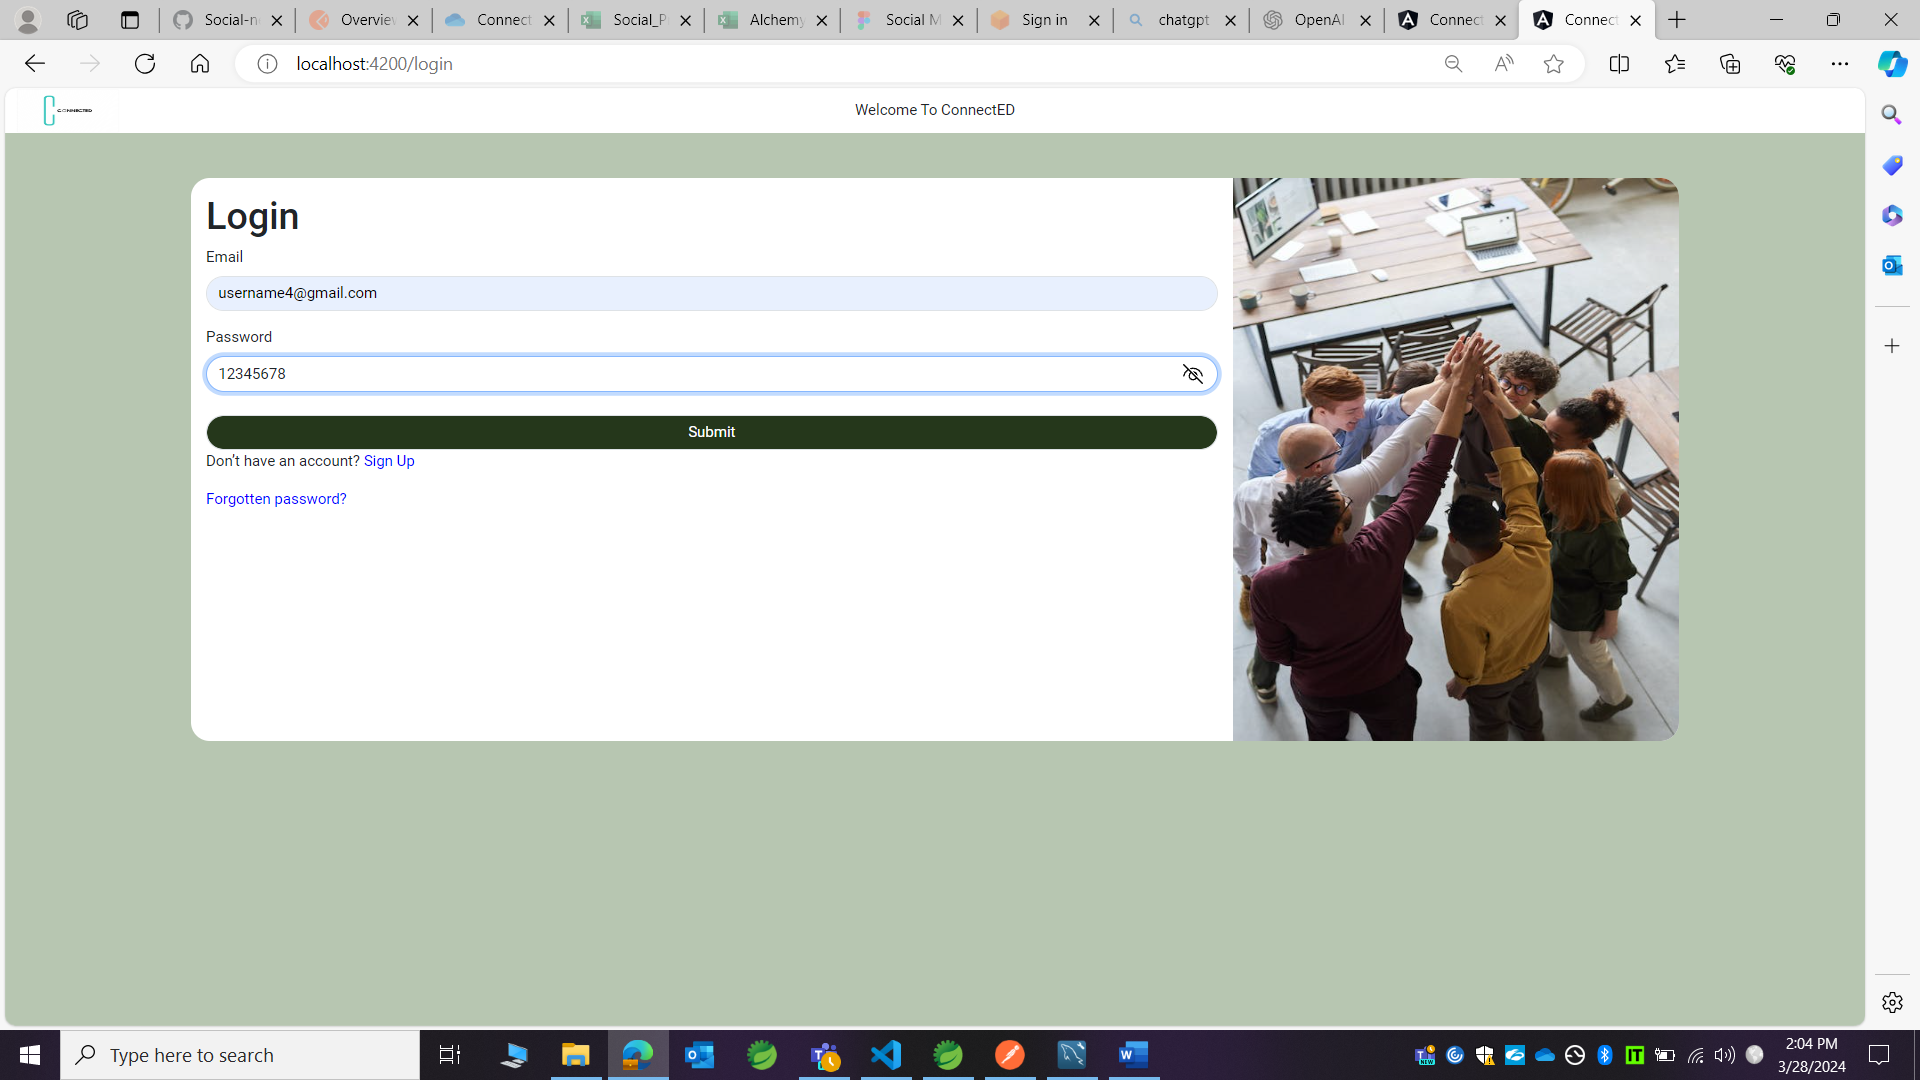 Social-n
Overview
Connect
Social_P
Alchemy
Social M
Sign in
chatgpt
OpenAI
Connect
Connect
localhost:4200/login
CONNECTED
Welcome To ConnectED
Login
Email
username4@gmail.com
Password
12345678
Submit
Don't have an account? Sign Up
Forgotten password?
Type here to search
2:04 PM
3/28/2024